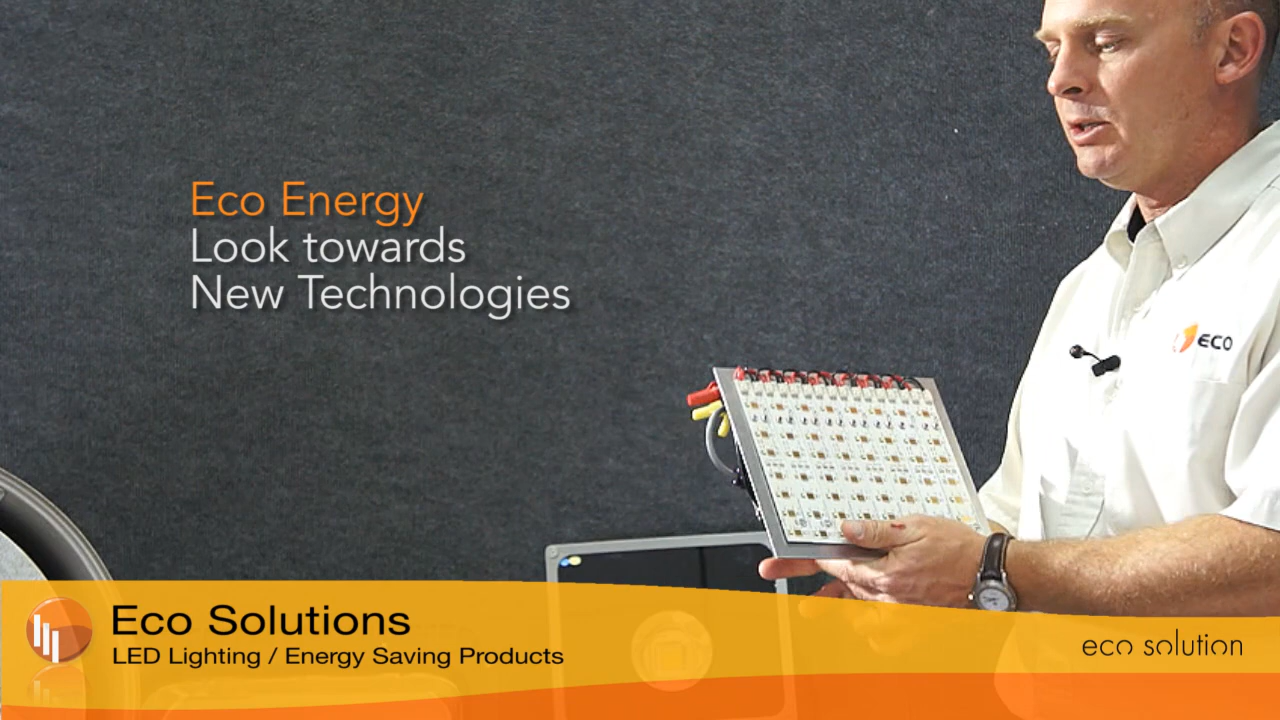 Eco Energy
Look towards
New Technologies
ECO
Eco Solutions
LED Lighting / Energy Saving Products
eco solution